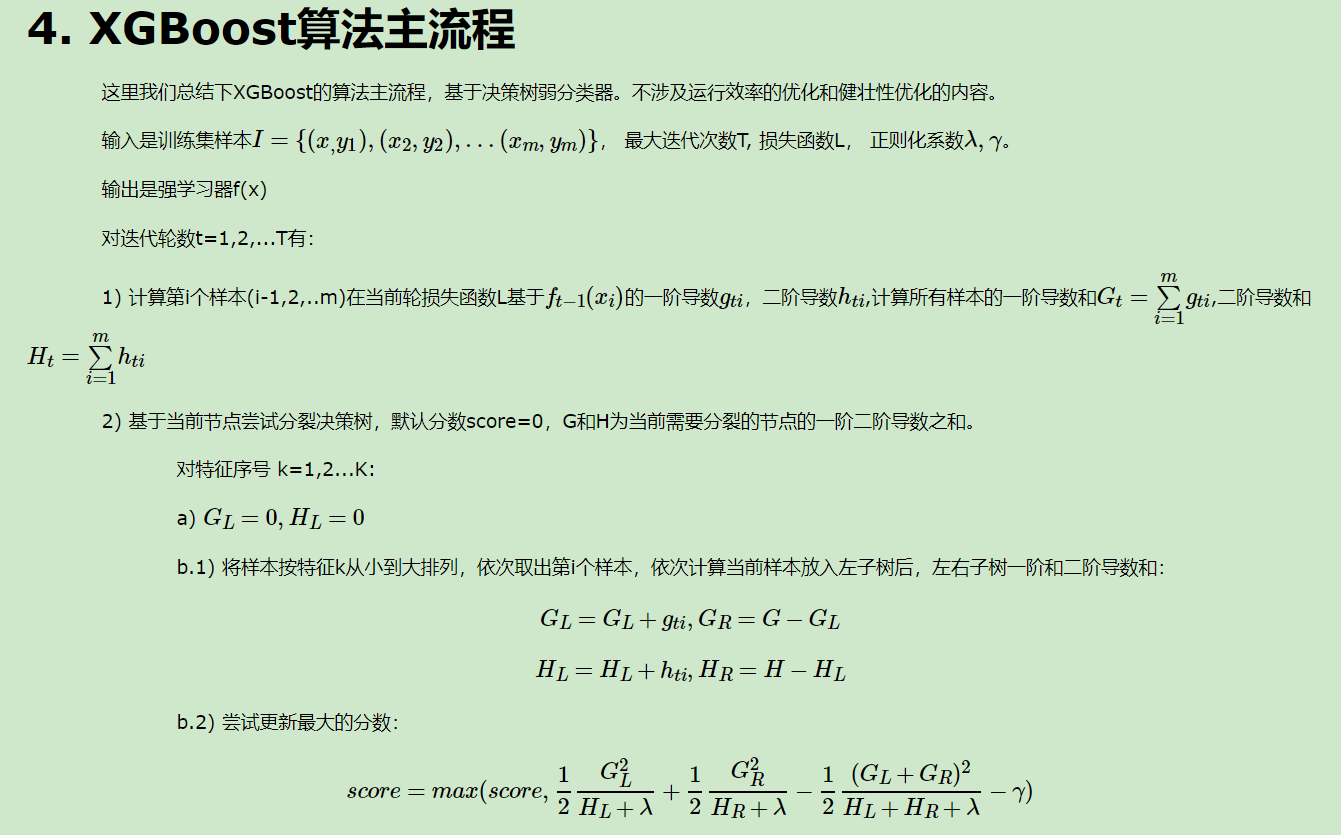 4. XGBoost算法主流程
这里我们总结下XGBoost的算法主流程，基于决策树弱分类器。不涉及运行效率的优化和健壮性优化的内容。
输入是训练集样本$I=\{(x_,y_1),(x_2,y_2),...(x_m,y_m)\}$， 最大迭代次数T, 损失函数L， 正则化系数$\lambda,\gamma$。
输出是强学习器f(x)
对迭代轮数t=1,2,...T有：
1) 计算第i个样本(i-1,2,..m)在当前轮损失函数L基于$f_{t-1}(x_i)$的一阶导数$g_{ti}$，二阶导数$h_{ti}$,计算所有样本的一阶导数和$G_t=\sum\limits_{i=1}^m g_{ti}$,二阶导数和
$H_t=\sum\limits_{i=1}^m h_{ti}$
2) 基于当前节点尝试分裂决策树，默认分数score=0，G和H为当前需要分裂的节点的一阶二阶导数之和。
对特征序号 k=1,2...K:
a) $G_L=0,H_L=0$
b.1) 将样本按特征k从小到大排列，依次取出第i个样本，依次计算当前样本放入左子树后，左右子树一阶和二阶导数和：
$G_L=G_L+g_{ti},G_R=G-G_L$
$H_L=H_L+h_{ti},H_R=H-H_L$
b.2) 尝试更新最大的分数：
$score=max(score,\frac{1}{2}\frac{G_L^2}{H_L+\lambda}+\frac{1}{2}\frac{G_R^2}{H_R+\lambda}-\frac{1}{2}\frac{(G_L+G_R)^2}{H_L+H_R+\lambda}-\gamma)$